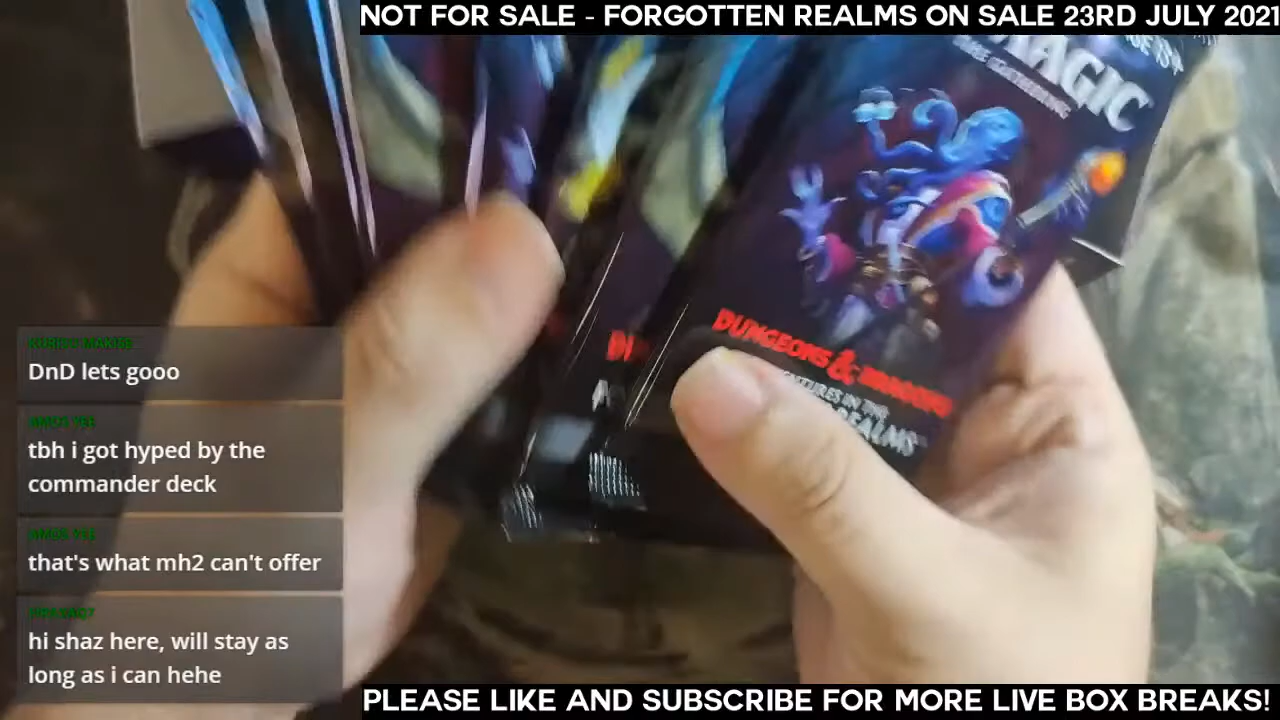 NOT FOR SALE - FORGOTTEN REALMS ON SALE 23RD JULY 2021
MAGIC
THE GATHERING
DUNGEONS & DRAGONS
DnD lets gooo
tbh i got hyped by the
commander deck
that's what mh2 can't offer
hi shaz here, will stay as
long as i can hehe
PLEASE LIKE AND SUBSCRIBE FOR MORE LIVE BOX BREAKS!